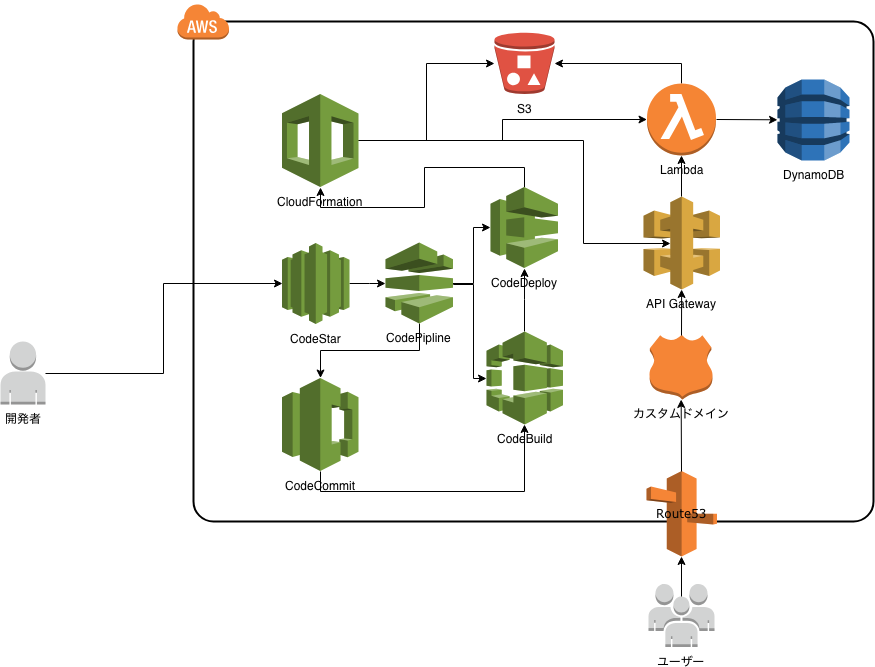 AWS
S3
Lambda
DynamoDB
CloudFormation
CodeDeploy
API Gateway
CodeStar
CodePipline
開発者
カスタムドメイン
CodeBuild
CodeCommit
Route53
ユーザー